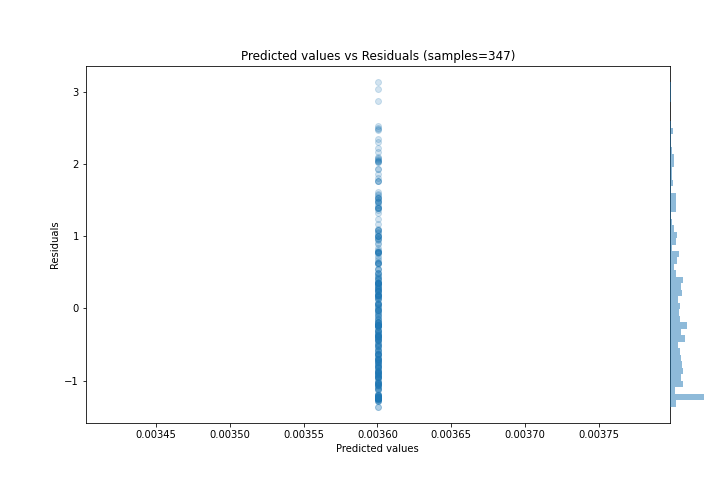 Predicted values vs Residuals (samples=347)
Residuals
3
2
1
0
−1
0.00345 0.00350 0.00355 0.00360 0.00365 0.00370 0.00375
Predicted values